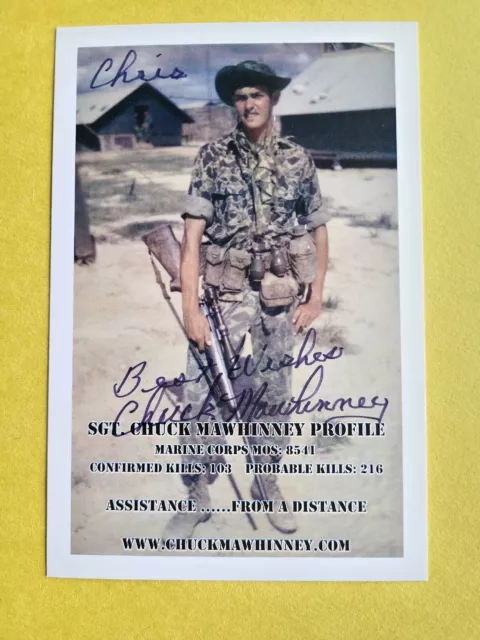 Chris
Best Wishes
Chuck Mawhinney
SGT. CHUCK MAWHINNEY PROFILE
MARINE CORPS MOS: 8541
CONFIRMED KILLS: 103 PROBABLE KILLS: 216
ASSISTANCE ......FROM A DISTANCE
WWW.CHUCKMAWHINNEY.COM